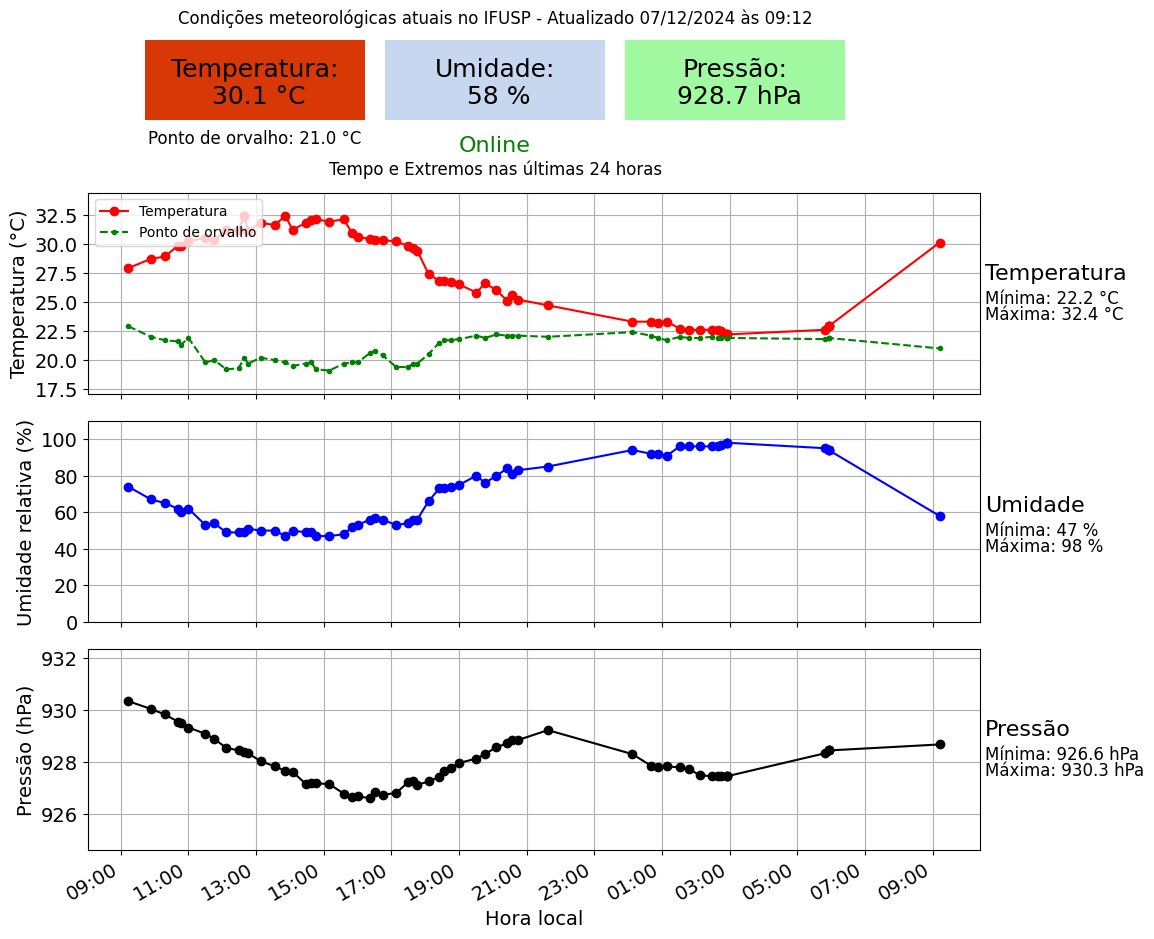 Condições meteorológicas atuais no IFUSP - Atualizado 07/12/2024 às 09:12
Temperatura:
30.1 °C
Umidade:
58 %
Pressão:
928.7 hPa
Ponto de orvalho: 21.0 °C
Online
Tempo e Extremos nas últimas 24 horas
Temperatura (°C)
32.5
30.0
27.5
25.0
22.5
20.0
17.5
Temperatura
Ponto de orvalho
Temperatura
Mínima: 22.2 °C
Máxima: 32.4 °C
Umidade relativa (%)
100
80
60
40
20
0
Umidade
Mínima: 47 %
Máxima: 98 %
Pressão (hPa)
932
930
928
926
Pressão
Mínima: 926.6 hPa
Máxima: 930.3 hPa
09:00
11:00
13:00
15:00
17:00
19:00
21:00
23:00
01:00
03:00
05:00
07:00
09:00
Hora local